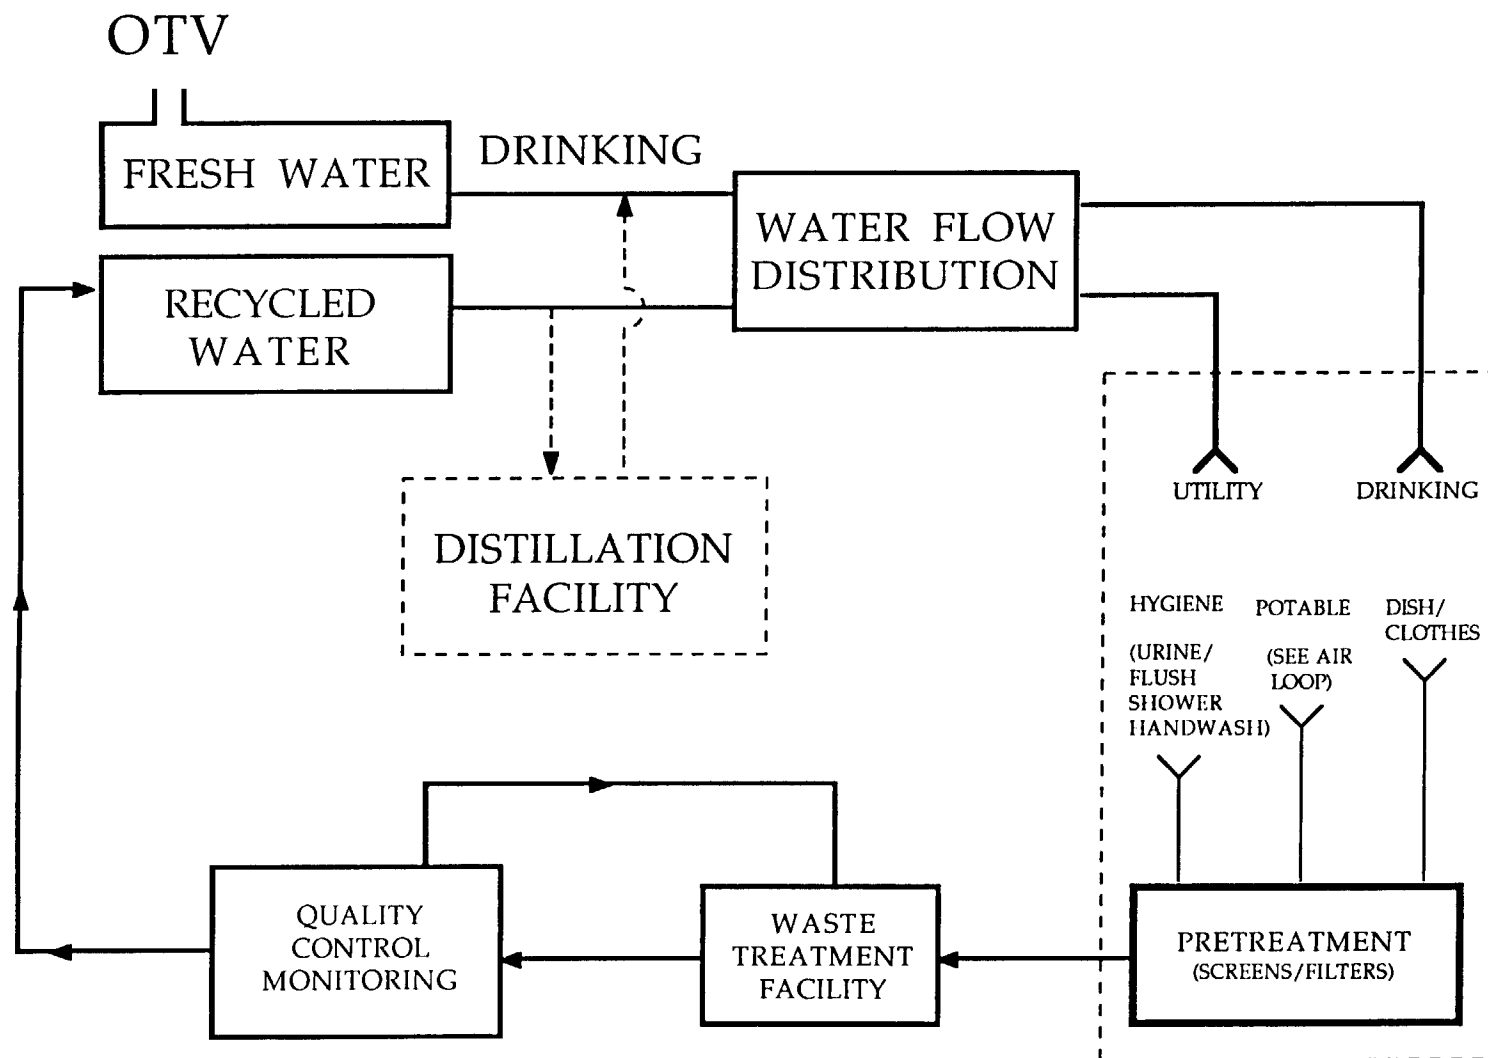 OTV
FRESH WATER
DRINKING
WATER FLOW
DISTRIBUTION
RECYCLED
WATER
DISTILLATION
FACILITY
UTILITY
DRINKING
HYGIENE
(URINE/
FLUSH
SHOWER
HANDWASH)
POTABLE
(SEE AIR
LOOP)
DISH/
CLOTHES
QUALITY
CONTROL
MONITORING
WASTE
TREATMENT
FACILITY
PRETREATMENT
(SCREENS/FILTERS)